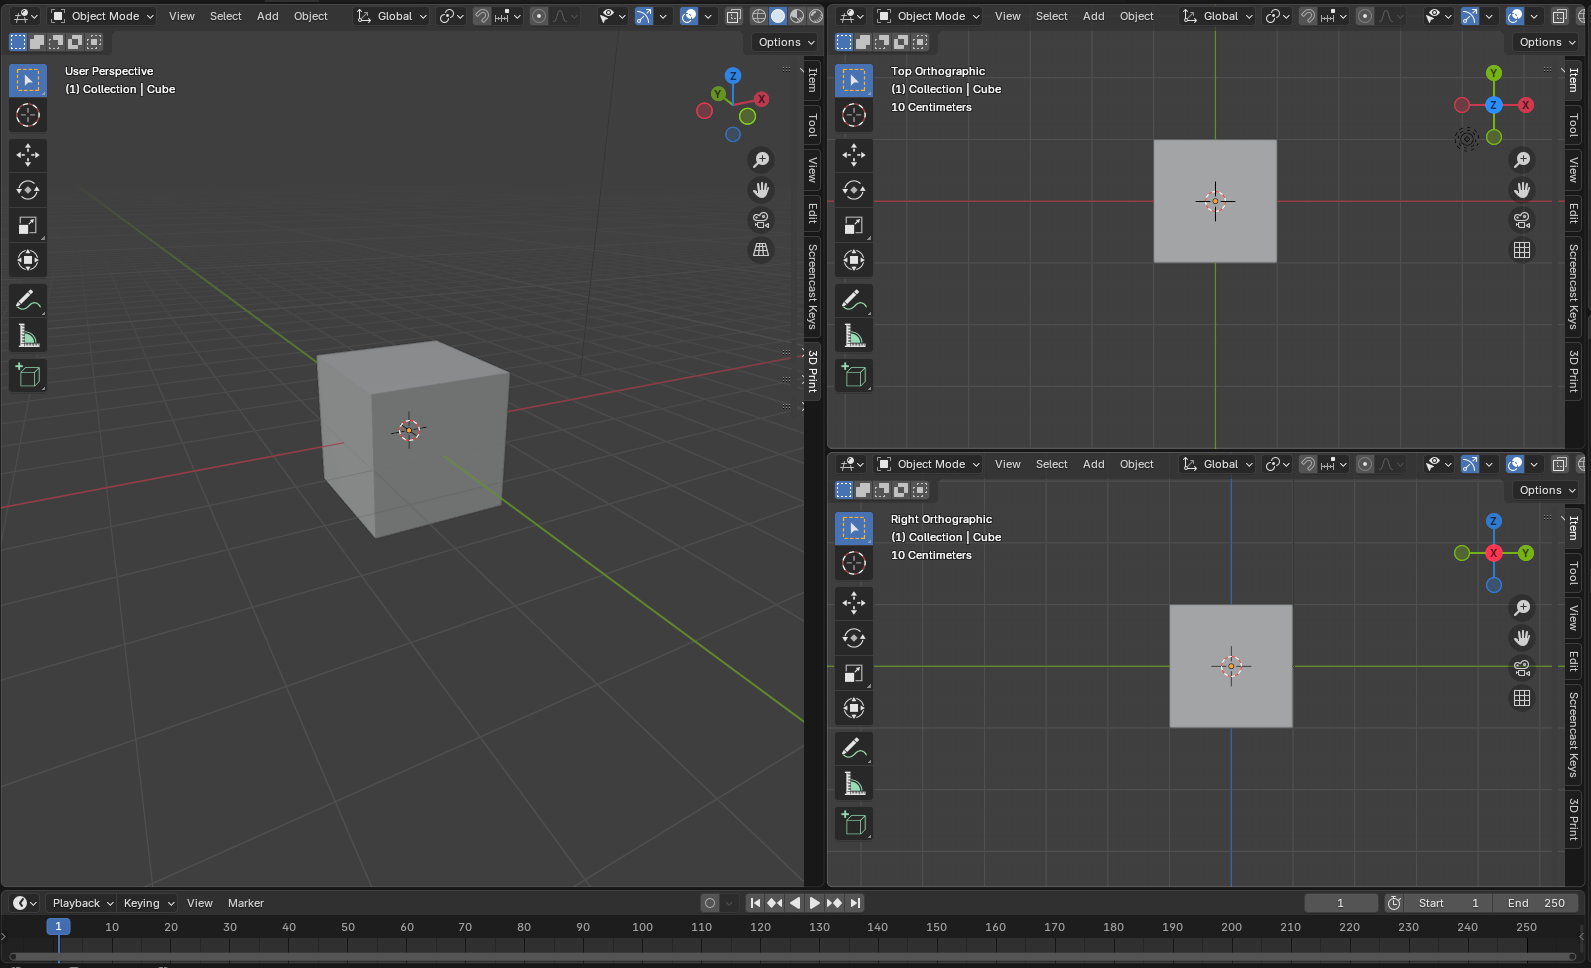 Object Mode View Select Add Object Global
Options
User Perspective
(1) Collection | Cube
Z
Y
X
Item
Tool
View
Edit
Screencast Keys
3D Print
Object Mode View Select Add Object Global
Options
Top Orthographic
(1) Collection | Cube
10 Centimeters
Y
Z
X
Item
Tool
View
Edit
Screencast Keys
3D Print
Object Mode View Select Add Object Global
Options
Right Orthographic
(1) Collection | Cube
10 Centimeters
Z
X
Y
Item
Tool
View
Edit
Screencast Keys
3D Print
Playback Keying View Marker 1 Start 1 End 250
1 10 20 30 40 50 60 70 80 90 100 110 120 130 140 150 160 170 180 190 200 210 220 230 240 250